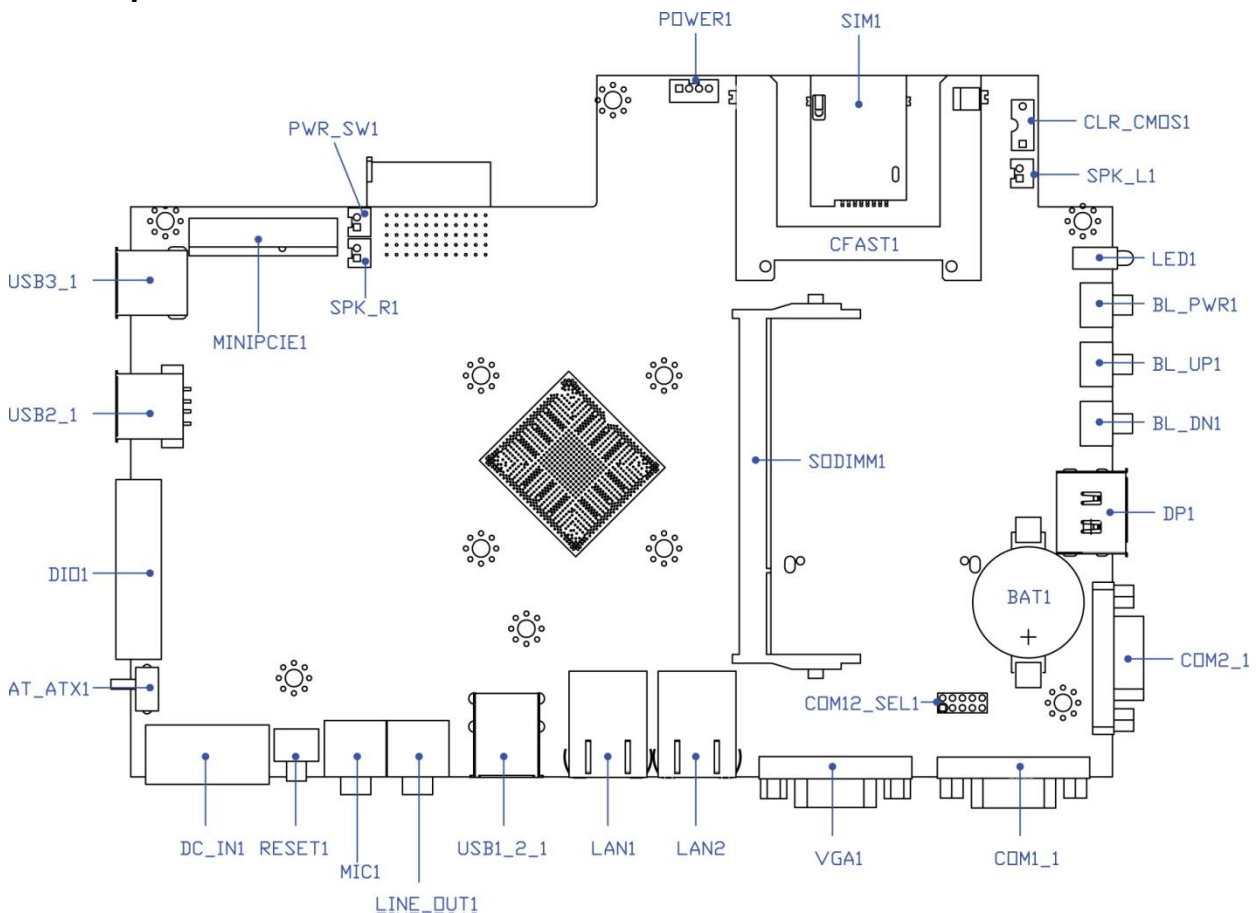 POWER1
SIM1
PWR_SW1
CLR_CMOS1
SPK_L1
CFAST1
LED1
USB3_1
SPK_R1
BL_PWR1
MINIPCIE1
BL_UP1
USB2_1
BL_DN1
SODIMM1
DP1
DIO1
BAT1
+
COM2_1
AT_ATX1
COM12_SEL1
DC_IN1
RESET1
MIC1
LINE_OUT1
USB1_2_1
LAN1
LAN2
VGA1
COM1_1